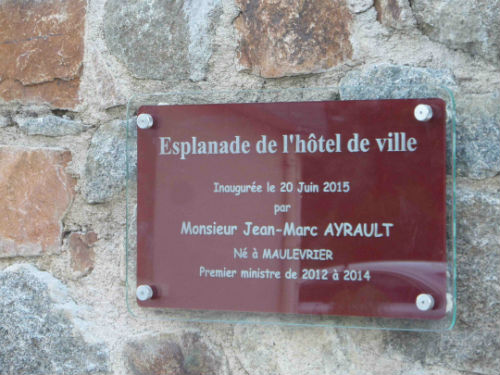 Esplanade de l'hôtel de ville
Inaugurée le 20 Juin 2015
par
Monsieur Jean-Marc AYRAULT
Né à MAULEVRIER
Premier ministre de 2012 à 2014